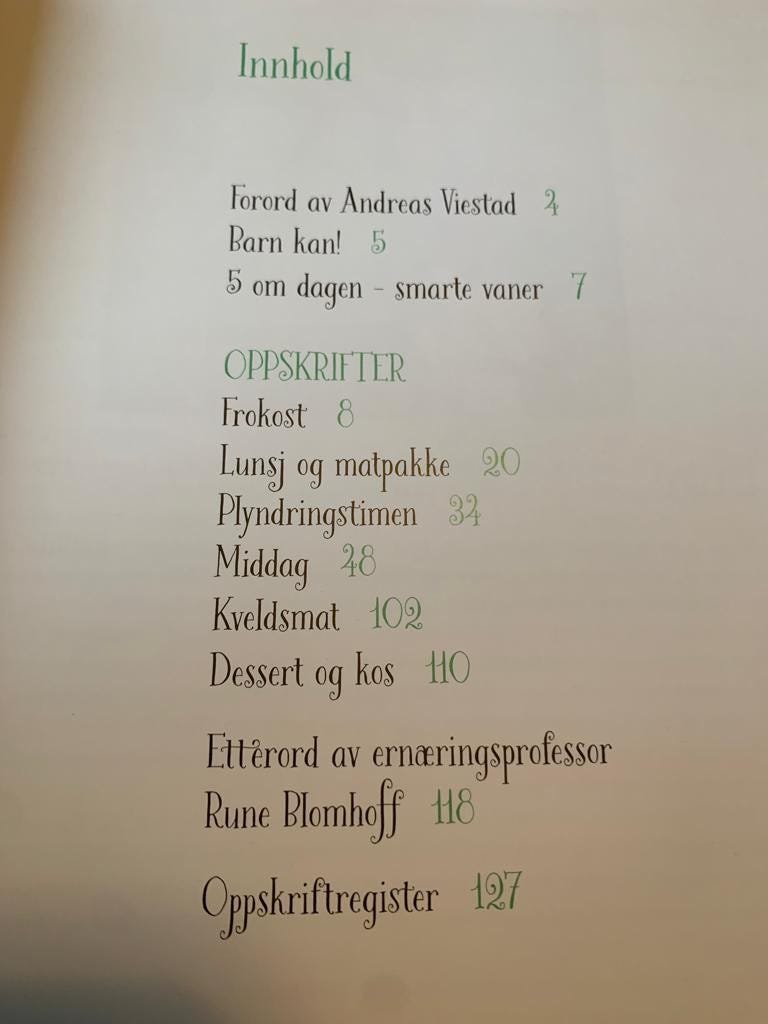 Innhold
Forord av Andreas Viestad 4
Barn kan! 5
5 om dagen – smarte vaner 7
OPPSKRIFTER
Frokost 8
Lunsj og matpakke 20
Plyndringstimen 34
Middag 48
Kveldsmat 102
Dessert og kos 110
Etterord av ernæringsprofessor
Rune Blomhoff 118
Oppskriftregister 127